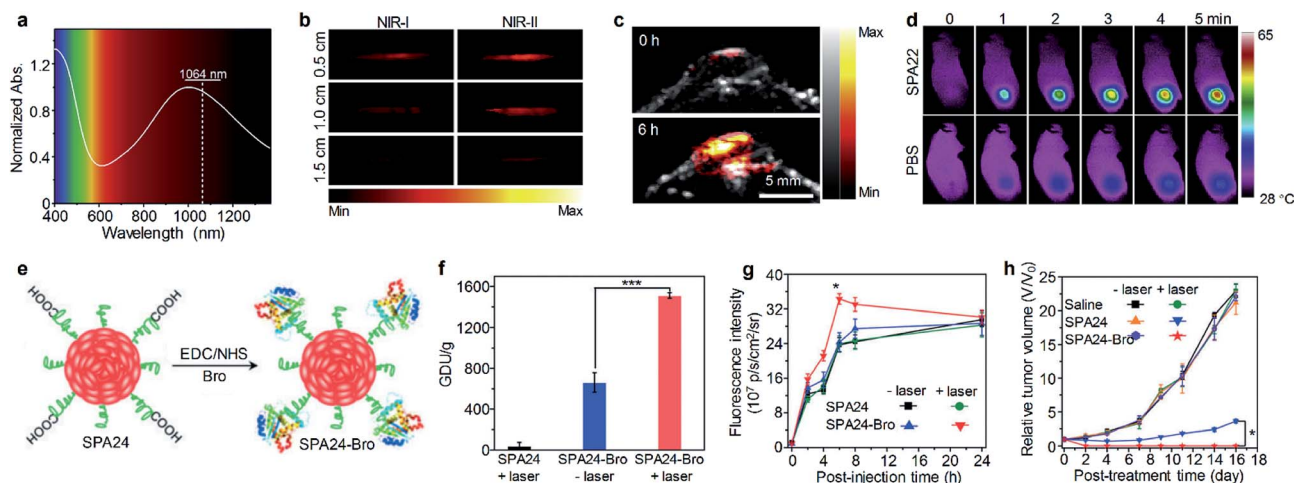 a
Normalized Abs.
1.2
0.8
0.4
1064 nm
400 600 800 1000 1200
Wavelength (nm)
b
NIR-I NIR-II
0.5 cm
1.0 cm
1.5 cm
Min Max
c
0 h
6 h
5 mm
Max
Min
d
0 1 2 3 4 5 min
SPA22
PBS
65
28 °C
e
HOOC
COOH
HOOC
COOH
SPA24
EDC/NHS
Bro
SPA24-Bro
f
GDU/g
1600
1200
800
400
0
***
SPA24
+ laser
SPA24-Bro
- laser
SPA24-Bro
+ laser
g
Fluorescence intensity
(10⁷ p/s/cm²/sr)
40
32
24
16
8
0
*
- laser + laser
SPA24
SPA24-Bro
0 4 8 12 16 20 24
Post-injection time (h)
h
Relative tumor volume (V/V₀)
25
20
15
10
5
0
- laser + laser
Saline
SPA24
SPA24-Bro
*
0 2 4 6 8 10 12 14 16 18
Post-treatment time (day)